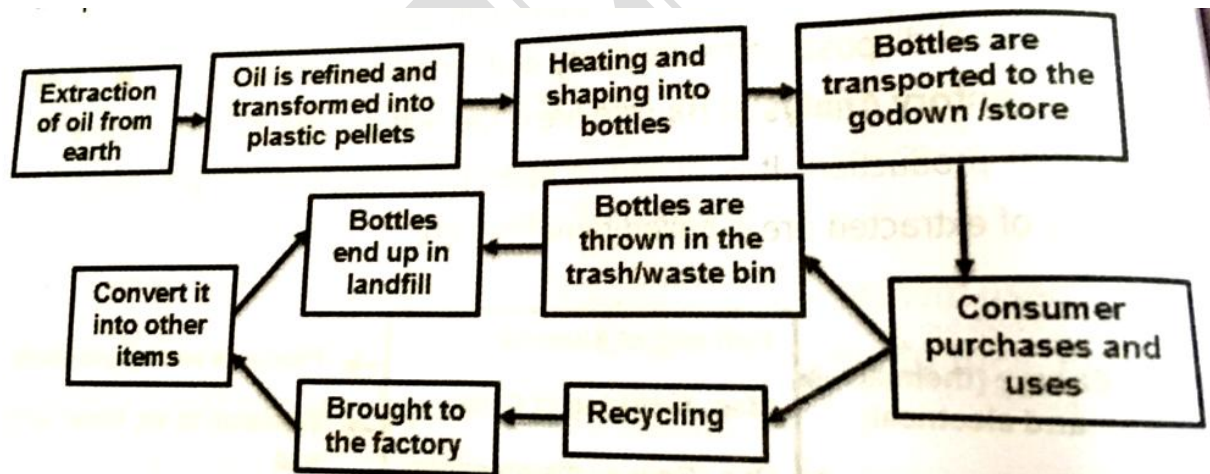 Extraction
of oil from
earth
Oil is refined and
transformed into
plastic pellets
Heating and
shaping into
bottles
Bottles are
transported to the
godown /store
Consumer
purchases and
uses
Bottles are
thrown in the
trash/waste bin
Bottles
end up in
landfill
Recycling
Brought to
the factory
Convert it
into other
items